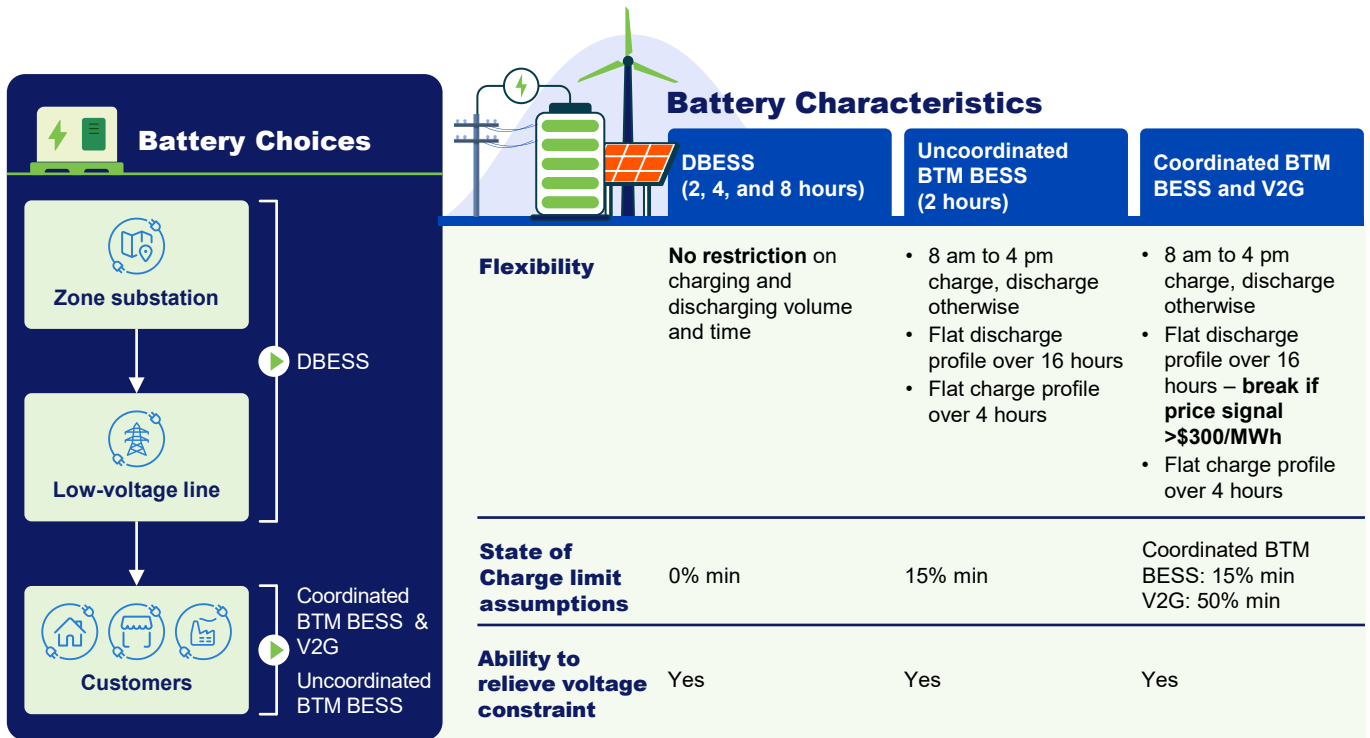 Battery Choices
Zone substation
Low-voltage line
Customers
DBESS
Coordinated
BTM BESS &
V2G
Uncoordinated
BTM BESS
Battery Characteristics
DBESS
(2, 4, and 8 hours)
Uncoordinated
BTM BESS
(2 hours)
Coordinated BTM
BESS and V2G
Flexibility
No restriction on
charging and
discharging volume
and time
• 8 am to 4 pm
charge, discharge
otherwise
• Flat discharge
profile over 16 hours
• Flat charge profile
over 4 hours
• 8 am to 4 pm
charge, discharge
otherwise
• Flat discharge
profile over 16
hours – break if
price signal
>$300/MWh
• Flat charge profile
over 4 hours
State of
Charge limit
assumptions
0% min
15% min
Coordinated BTM
BESS: 15% min
V2G: 50% min
Ability to
relieve voltage
constraint
Yes
Yes
Yes